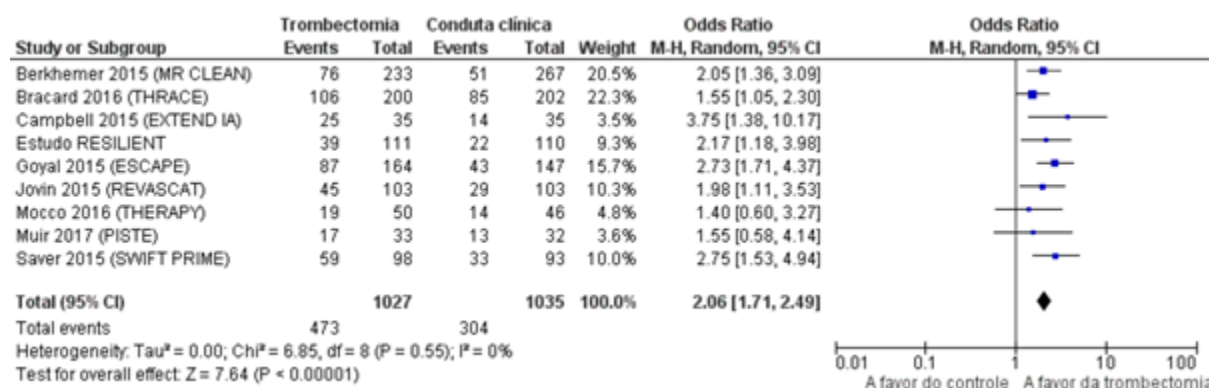 Trombectomia Conduta clínica Odds Ratio Odds Ratio
Study or Subgroup Events Total Events Total Weight M-H, Random, 95% CI M-H, Random, 95% CI
Berkhemer 2015 (MR CLEAN) 76 233 51 267 20.5% 2.05 [1.36, 3.09]
Bracard 2016 (THRACE) 106 200 85 202 22.3% 1.55 [1.05, 2.30]
Campbell 2015 (EXTEND IA) 25 35 14 35 3.5% 3.75 [1.38, 10.17]
Estudo RESILIENT 39 111 22 110 9.3% 2.17 [1.18, 3.98]
Goyal 2015 (ESCAPE) 87 164 43 147 15.7% 2.73 [1.71, 4.37]
Jovin 2015 (REVASCAT) 45 103 29 103 10.3% 1.98 [1.11, 3.53]
Mocco 2016 (THERAPY) 19 50 14 46 4.8% 1.40 [0.60, 3.27]
Muir 2017 (PISTE) 17 33 13 32 3.6% 1.55 [0.58, 4.14]
Saver 2015 (SWIFT PRIME) 59 98 33 93 10.0% 2.75 [1.53, 4.94]
Total (95% CI) 1027 1035 100.0% 2.06 [1.71, 2.49]
Total events 473 304
Heterogeneity: Tau² = 0.00; Chi² = 6.85, df = 8 (P = 0.55); I² = 0%
Test for overall effect: Z = 7.64 (P < 0.00001)
0.01 0.1 1 10 100
A favor do controle A favor da trombectomia